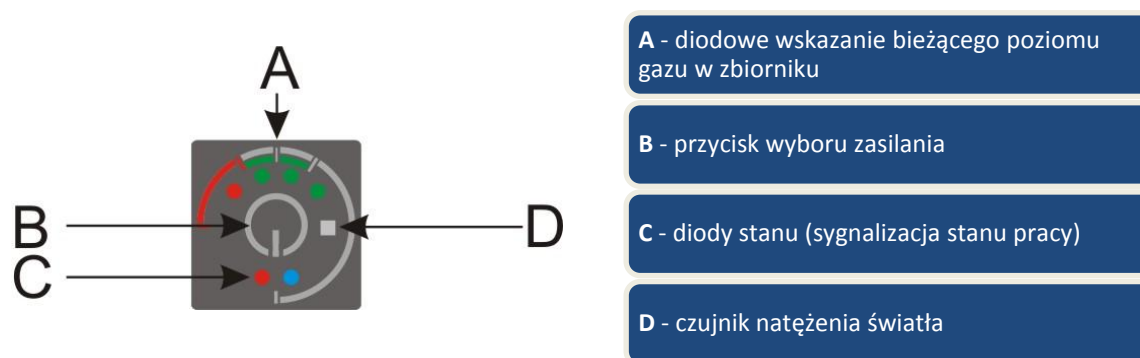 A
B
C
D
A - diodowe wskazanie bieżącego poziomu
gazu w zbiorniku
B - przycisk wyboru zasilania
C - diody stanu (sygnalizacja stanu pracy)
D - czujnik natężenia światła